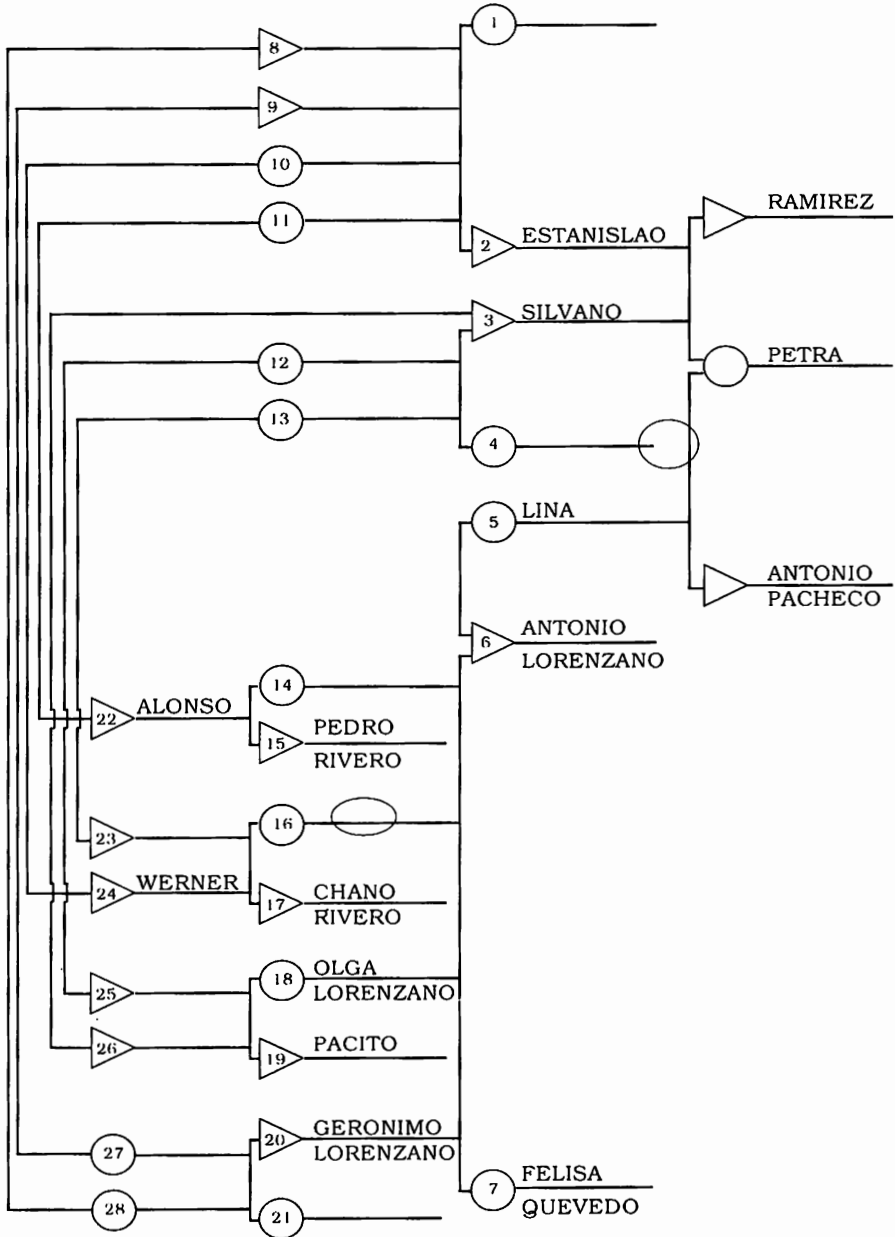 1
8
9
10
RAMIREZ
11
2 ESTANISLAO
3 SILVANO
12
PETRA
13
4
5 LINA
ANTONIO
PACHECO
6 ANTONIO
LORENZANO
14
22 ALONSO
15 PEDRO
RIVERO
16
23
24 WERNER
17 CHANO
RIVERO
18 OLGA
LORENZANO
25
26
19 PACITO
20 GERONIMO
LORENZANO
27
7 FELISA
QUEVEDO
28
21